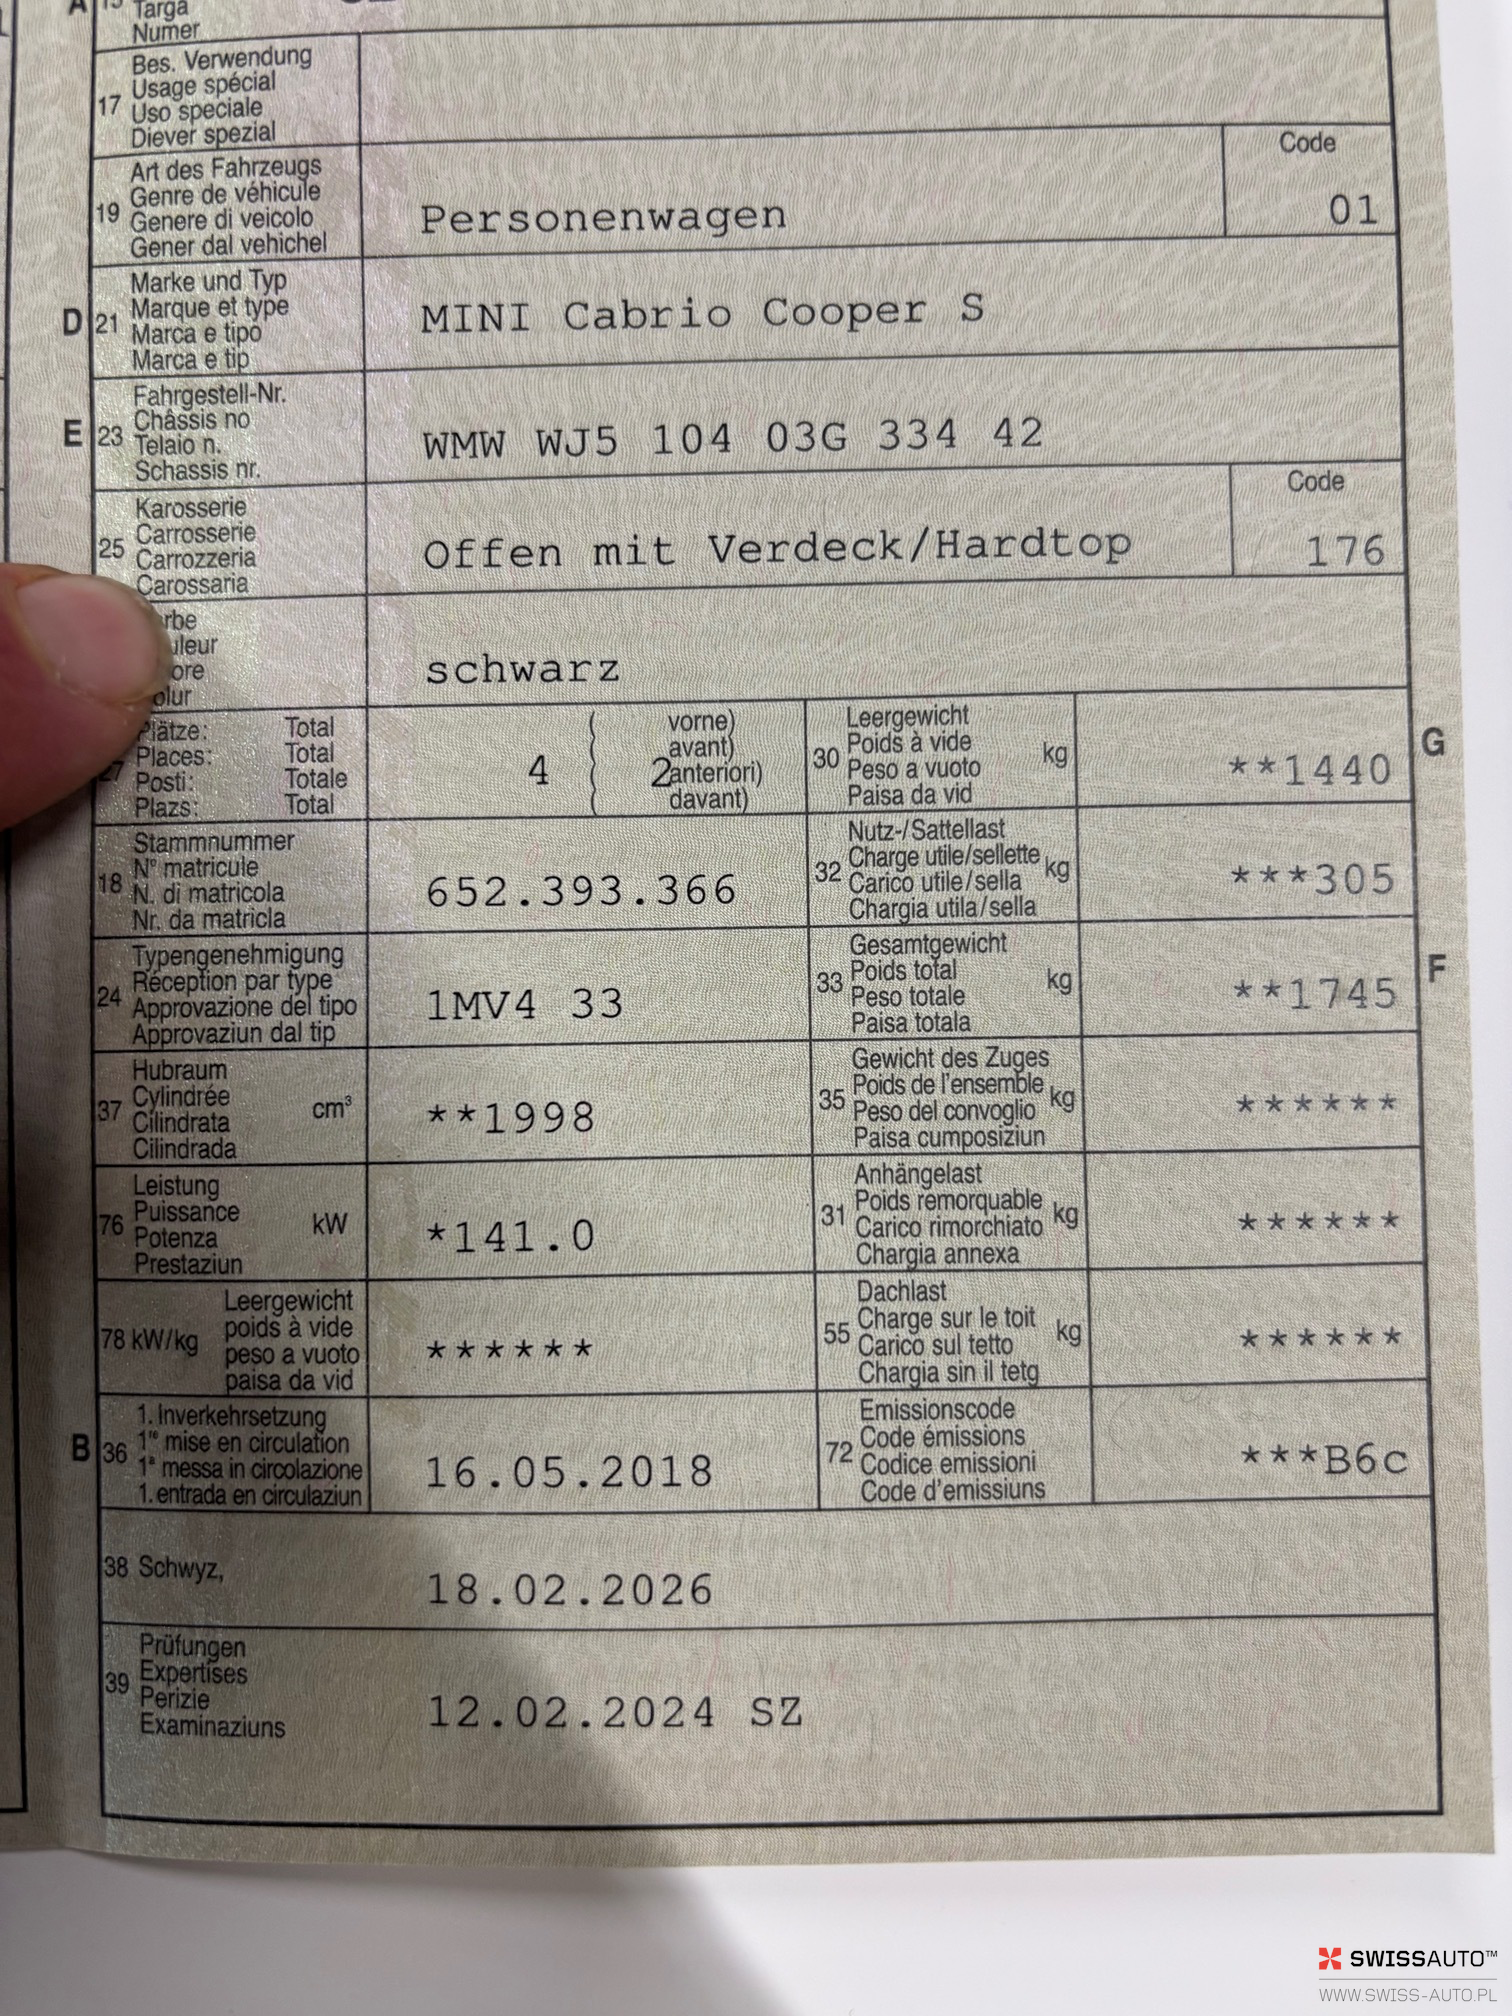 A 15 Targa
Numer
17 Bes. Verwendung
Usage spécial
Uso speciale
Diever spezial
19 Art des Fahrzeugs
Genre de véhicule
Genere di veicolo
Gener dal vehichel
Personenwagen
Code
01
D 21 Marke und Typ
Marque et type
Marca e tipo
Marca e tip
MINI Cabrio Cooper S
E 23 Fahrgestell-Nr.
Châssis no
Telaio n.
Schassis nr.
WMW WJ5 104 03G 334 42
25 Karosserie
Carrosserie
Carrozzeria
Carossaria
Offen mit Verdeck/Hardtop
Code
176
rbe
uleur
ore
olur
schwarz
27 Plätze: Total
Places: Total
Posti: Totale
Plazs: Total
4 ( vorne)
avant)
2 anteriori)
davant)
30 Leergewicht
Poids à vide kg
Peso a vuoto
Paisa da vid
**1440
G
18 Stammnummer
N° matricule
N. di matricola
Nr. da matricla
652.393.366
32 Nutz-/Sattellast
Charge utile/sellette kg
Carico utile/sella
Chargia utila/sella
***305
24 Typengenehmigung
Réception par type
Approvazione del tipo
Approvaziun dal tip
1MV4 33
33 Gesamtgewicht
Poids total kg
Peso totale
Paisa totala
**1745
F
37 Hubraum
Cylindrée cm³
Cilindrata
Cilindrada
**1998
35 Gewicht des Zuges
Poids de l'ensemble kg
Peso del convoglio
Paisa cumposiziun
******
76 Leistung
Puissance kW
Potenza
Prestaziun
*141.0
31 Anhängelast
Poids remorquable kg
Carico rimorchiato
Chargia annexa
******
78 kW/kg Leergewicht
poids à vide
peso a vuoto
paisa da vid
******
55 Dachlast
Charge sur le toit kg
Carico sul tetto
Chargia sin il tetg
******
B 36 1. Inverkehrsetzung
1re mise en circulation
1a messa in circolazione
1. entrada en circulaziun
16.05.2018
72 Emissionscode
Code émissions
Codice emissioni
Code d'emissiuns
***B6c
38 Schwyz,
18.02.2026
39 Prüfungen
Expertises
Perizie
Examinaziuns
12.02.2024 SZ
SWISSAUTO™
WWW.SWISS-AUTO.PL